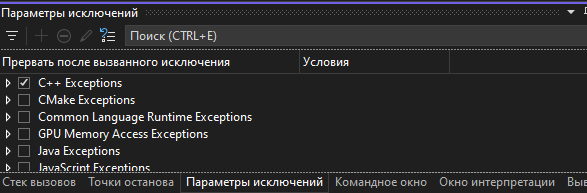 Параметры исключений
Поиск (CTRL+E)
Прервать после вызванного исключения Условия
C++ Exceptions
CMake Exceptions
Common Language Runtime Exceptions
GPU Memory Access Exceptions
Java Exceptions
JavaScript Exceptions
Стек вызовов Точки останова Параметры исключений Командное окно Окно интерпретации